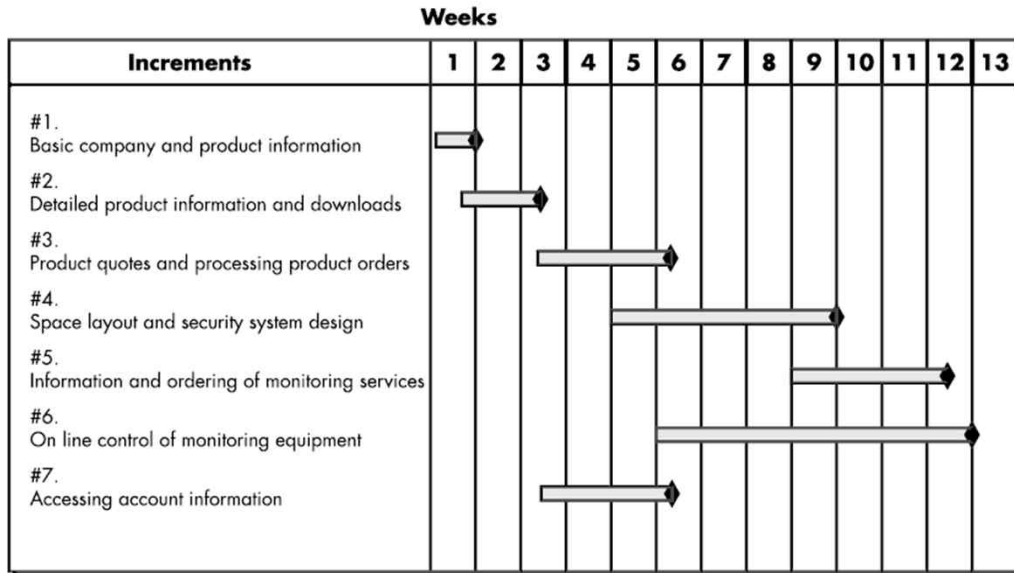 Weeks
Increments 1 2 3 4 5 6 7 8 9 10 11 12 13
#1.
Basic company and product information
#2.
Detailed product information and downloads
#3.
Product quotes and processing product orders
#4.
Space layout and security system design
#5.
Information and ordering of monitoring services
#6.
On line control of monitoring equipment
#7.
Accessing account information